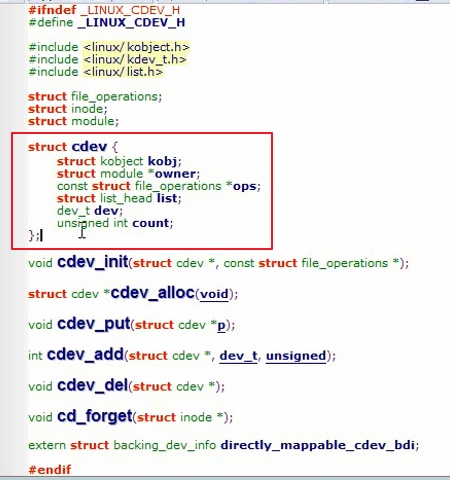 #ifndef _LINUX_CDEV_H
#define _LINUX_CDEV_H
#include <linux/kobject.h>
#include <linux/kdev_t.h>
#include <linux/list.h>
struct file_operations;
struct inode;
struct module;
struct cdev {
struct kobject kobj;
struct module *owner;
const struct file_operations *ops;
struct list_head list;
dev_t dev;
unsigned int count;
};
void cdev_init(struct cdev *, const struct file_operations *);
struct cdev *cdev_alloc(void);
void cdev_put(struct cdev *p);
int cdev_add(struct cdev *, dev_t, unsigned);
void cdev_del(struct cdev *);
void cd_forget(struct inode *);
extern struct backing_dev_info directly_mappable_cdev_bdi;
#endif